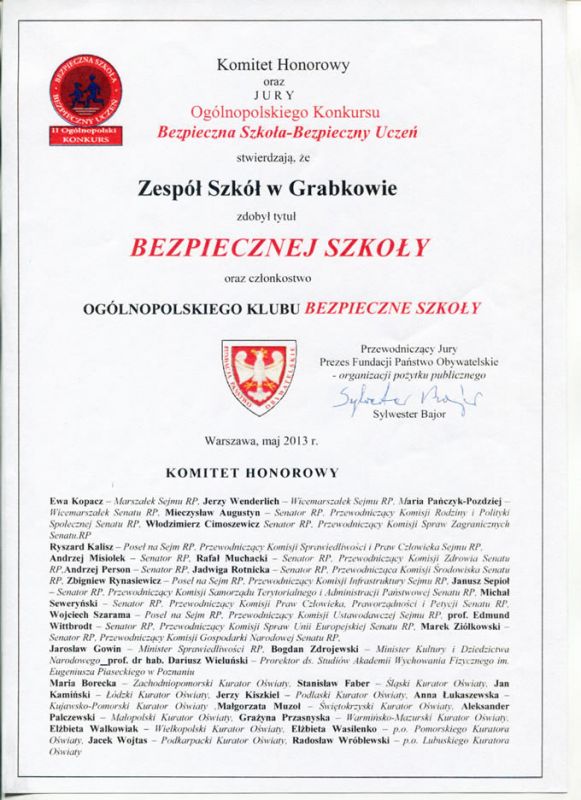 BEZPIECZNA SZKOŁA
BEZPIECZNY UCZEŃ
II Ogólnopolski
KONKURS
Komitet Honorowy
oraz
JURY
Ogólnopolskiego Konkursu
Bezpieczna Szkoła-Bezpieczny Uczeń
stwierdzają, że
Zespół Szkół w Grabkowie
zdobył tytuł
BEZPIECZNEJ SZKOŁY
oraz członkostwo
OGÓLNOPOLSKIEGO KLUBU BEZPIECZNE SZKOŁY
FUNDACJA PAŃSTWO OBYWATELSKIE
Przewodniczący Jury
Prezes Fundacji Państwo Obywatelskie
- organizacji pożytku publicznego
Sylwester Bajor
Sylwester Bajor
Warszawa, maj 2013 r.
KOMITET HONOROWY
Ewa Kopacz – Marszałek Sejmu RP, Jerzy Wenderlich – Wicemarszałek Sejmu RP, Maria Pańczyk-Pozdziej –
Wicemarszałek Senatu RP, Mieczysław Augustyn – Senator RP, Przewodniczący Komisji Rodziny i Polityki
Społecznej Senatu RP, Włodzimierz Cimoszewicz Senator RP, Przewodniczący Komisji Spraw Zagranicznych
Senatu.RP
Ryszard Kalisz – Poseł na Sejm RP, Przewodniczący Komisji Sprawiedliwości i Praw Człowieka Sejmu RP,
Andrzej Misiołek – Senator RP, Rafał Muchacki – Senator RP, Przewodniczący Komisji Zdrowia Senatu
RP,Andrzej Person – Senator RP, Jadwiga Rotnicka – Senator RP, Przewodnicząca Komisji Środowiska Senatu
RP, Zbigniew Rynasiewicz – Poseł na Sejm RP, Przewodniczący Komisji Infrastruktury Sejmu RP, Janusz Sepioł
– Senator RP, Przewodniczący Komisji Samorządu Terytorialnego i Administracji Państwowej Senatu RP, Michał
Seweryński – Senator RP, Przewodniczący Komisji Praw Człowieka, Praworządności i Petycji Senatu RP,
Wojciech Szarama – Poseł na Sejm RP, Przewodniczący Komisji Ustawodawczej Sejmu RP, prof. Edmund
Wittbrodt – Senator RP, Przewodniczący Komisji Spraw Unii Europejskiej Senatu RP, Marek Ziółkowski –
Senator RP, Przewodniczący Komisji Gospodarki Narodowej Senatu RP,
Jarosław Gowin – Minister Sprawiedliwości RP, Bogdan Zdrojewski – Minister Kultury i Dziedzictwa
Narodowego prof. dr hab. Dariusz Wieluński – Prorektor ds. Studiów Akademii Wychowania Fizycznego im.
Eugeniusza Piaseckiego w Poznaniu
Maria Borecka – Zachodniopomorski Kurator Oświaty, Stanisław Faber – Śląski Kurator Oświaty, Jan
Kamiński – Łódzki Kurator Oświaty, Jerzy Kiszkiel – Podlaski Kurator Oświaty, Anna Łukaszewska –
Kujawsko-Pomorski Kurator Oświaty ,Małgorzata Muzoł – Świętokrzyski Kurator Oświaty, Aleksander
Palczewski – Małopolski Kurator Oświaty, Grażyna Przasnyska – Warmińsko-Mazurski Kurator Oświaty,
Elżbieta Walkowiak – Wielkopolski Kurator Oświaty, Elżbieta Wasilenko – p.o. Pomorskiego Kuratora
Oświaty, Jacek Wojtas – Podkarpacki Kurator Oświaty, Radosław Wróblewski – p.o. Lubuskiego Kuratora
Oświaty